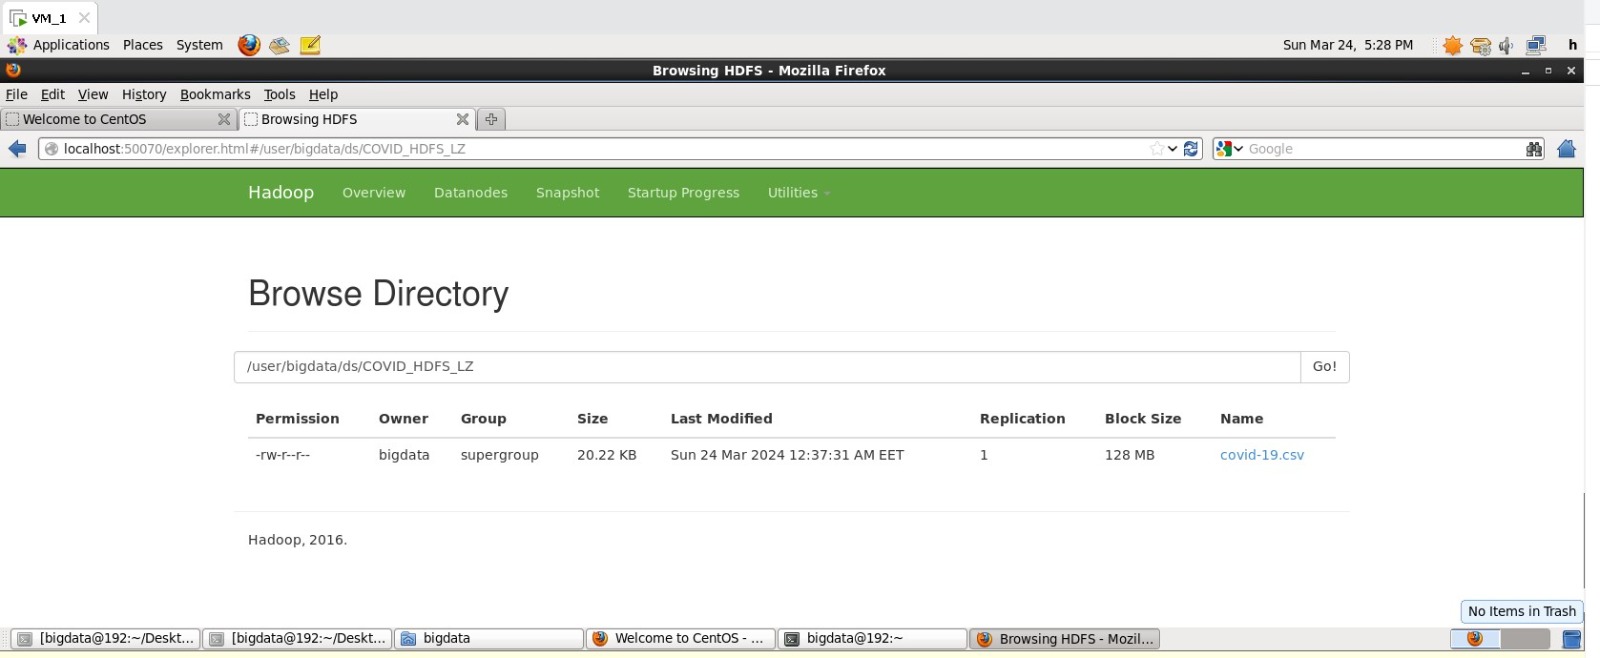 VM_1
Applications Places System Sun Mar 24, 5:28 PM h
Browsing HDFS - Mozilla Firefox
File Edit View History Bookmarks Tools Help
Welcome to CentOS Browsing HDFS
localhost:50070/explorer.html#/user/bigdata/ds/COVID_HDFS_LZ Google
Hadoop Overview Datanodes Snapshot Startup Progress Utilities
Browse Directory
/user/bigdata/ds/COVID_HDFS_LZ Go!
Permission Owner Group Size Last Modified Replication Block Size Name
-rw-r--r-- bigdata supergroup 20.22 KB Sun 24 Mar 2024 12:37:31 AM EET 1 128 MB covid-19.csv
Hadoop, 2016.
No Items in Trash
[bigdata@192:~/Deskt... [bigdata@192:~/Deskt... bigdata Welcome to CentOS - ... bigdata@192:~ Browsing HDFS - Mozil...